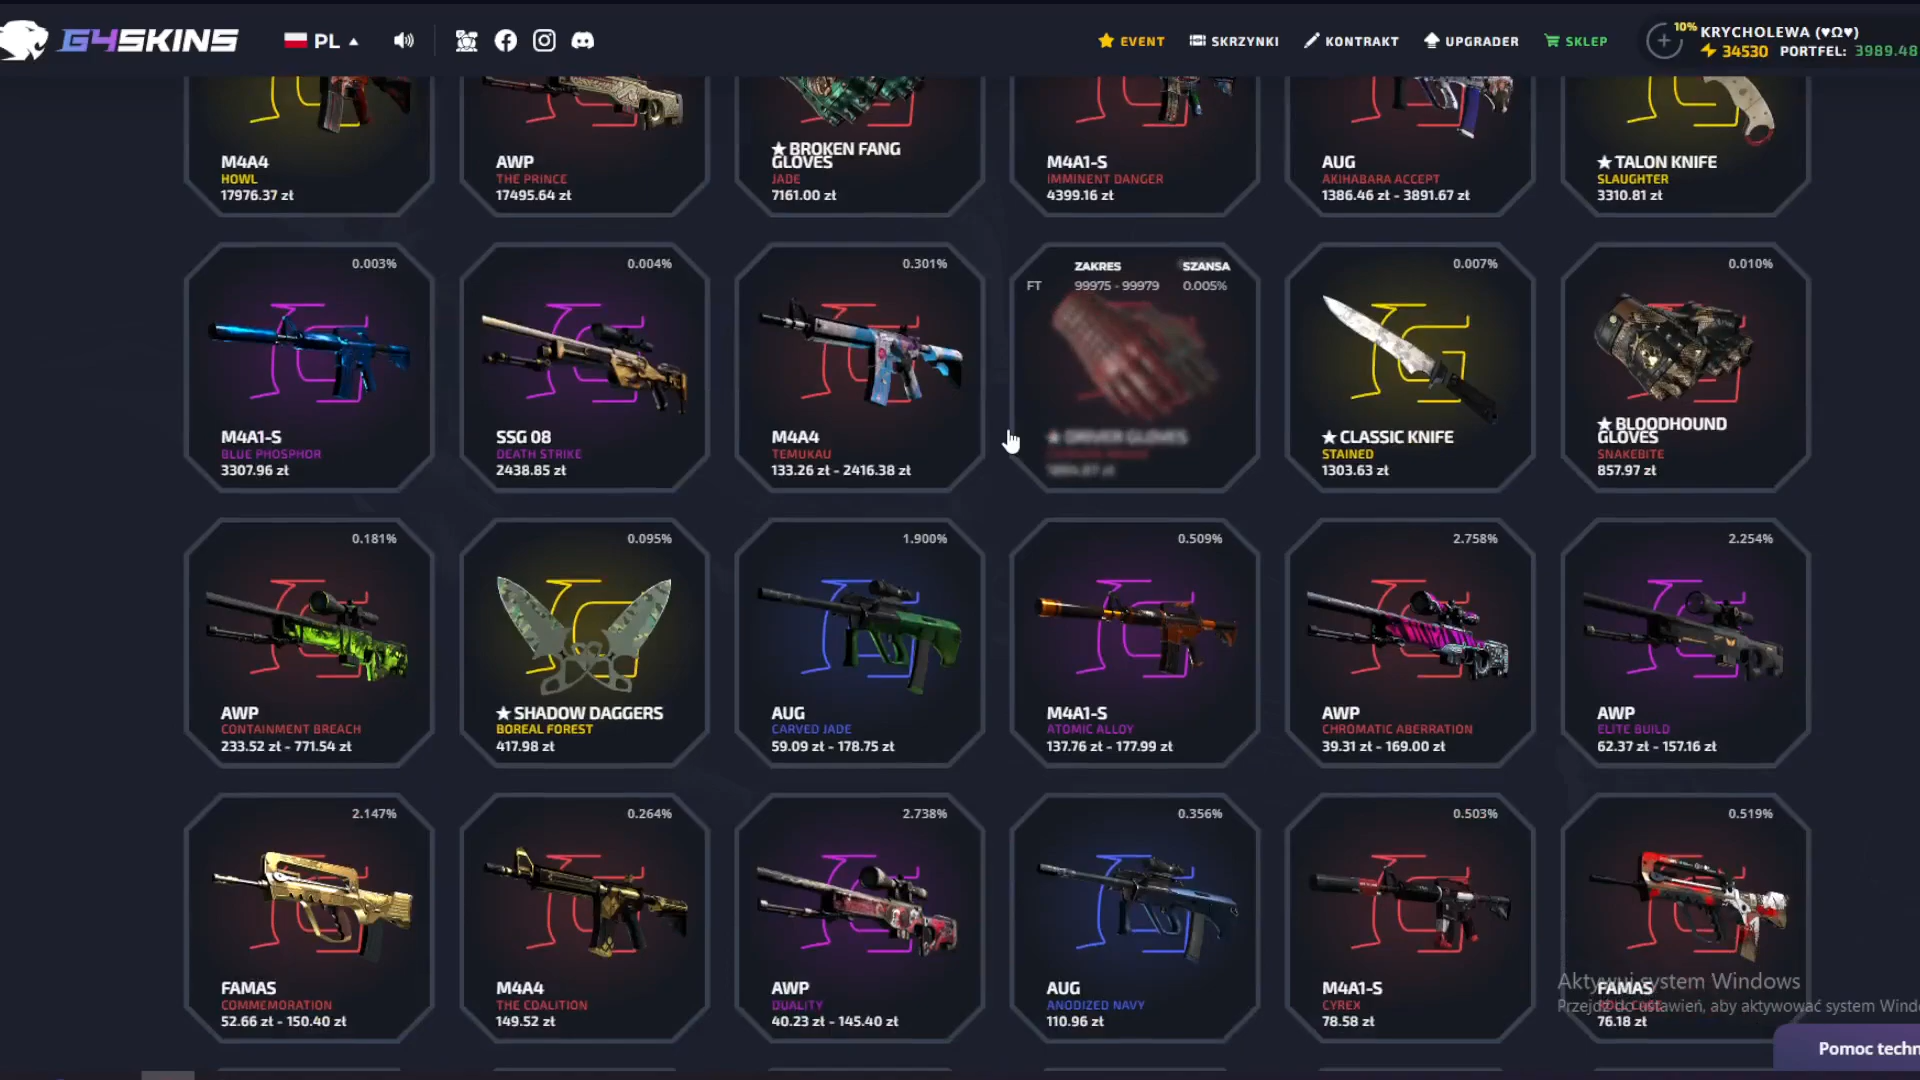 G4SKINS
PL
EVENT
SKRZYNKI
KONTRAKT
UPGRADER
SKLEP
10%
KRYCHOLEWA (♥Ω♥)
34530 PORTFEL: 3989.48
M4A4
HOWL
17976.37 zł
AWP
THE PRINCE
17495.64 zł
★ BROKEN FANG
GLOVES
JADE
7161.00 zł
M4A1-S
IMMINENT DANGER
4399.16 zł
AUG
AKIHABARA ACCEPT
1386.46 zł - 3891.67 zł
★ TALON KNIFE
SLAUGHTER
3310.81 zł
0.003%
M4A1-S
BLUE PHOSPHOR
3307.96 zł
0.004%
SSG 08
DEATH STRIKE
2438.85 zł
0.301%
M4A4
TEMUKAU
133.26 zł - 2416.38 zł
ZAKRES SZANSA
FT 99975 - 99979 0.005%
★ DRIVER GLOVES
0.007%
★ CLASSIC KNIFE
STAINED
1303.63 zł
0.010%
★ BLOODHOUND
GLOVES
SNAKEBITE
857.97 zł
0.181%
AWP
CONTAINMENT BREACH
233.52 zł - 771.54 zł
0.095%
★ SHADOW DAGGERS
BOREAL FOREST
417.98 zł
1.900%
AUG
CARVED JADE
59.09 zł - 178.75 zł
0.509%
M4A1-S
ATOMIC ALLOY
137.76 zł - 177.99 zł
2.758%
AWP
CHROMATIC ABERRATION
39.31 zł - 169.00 zł
2.254%
AWP
ELITE BUILD
62.37 zł - 157.16 zł
2.147%
FAMAS
COMMEMORATION
52.66 zł - 150.40 zł
0.264%
M4A4
THE COALITION
149.52 zł
2.738%
AWP
DUALITY
40.23 zł - 145.40 zł
0.356%
AUG
ANODIZED NAVY
110.96 zł
0.503%
M4A1-S
CYREX
78.58 zł
0.519%
FAMAS
76.18 zł
Aktywuj system Windows
Przejdź do ustawień, aby aktywować system Wind
Pomoc techn